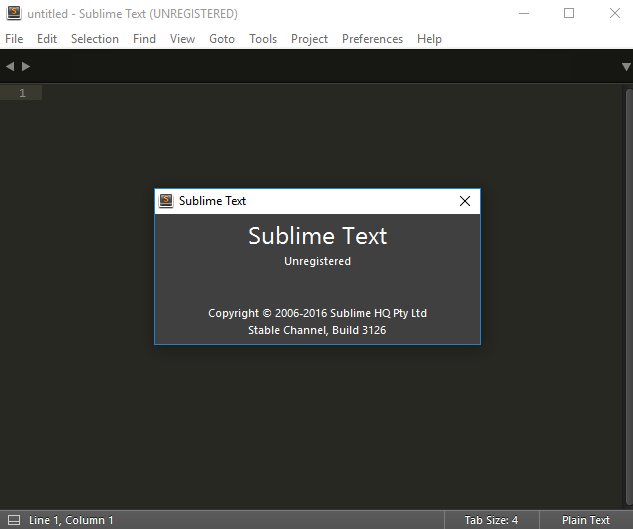 untitled - Sublime Text (UNREGISTERED)
File Edit Selection Find View Goto Tools Project Preferences Help
1
Sublime Text
Sublime Text
Unregistered
Copyright © 2006-2016 Sublime HQ Pty Ltd
Stable Channel, Build 3126
Line 1, Column 1 Tab Size: 4 Plain Text